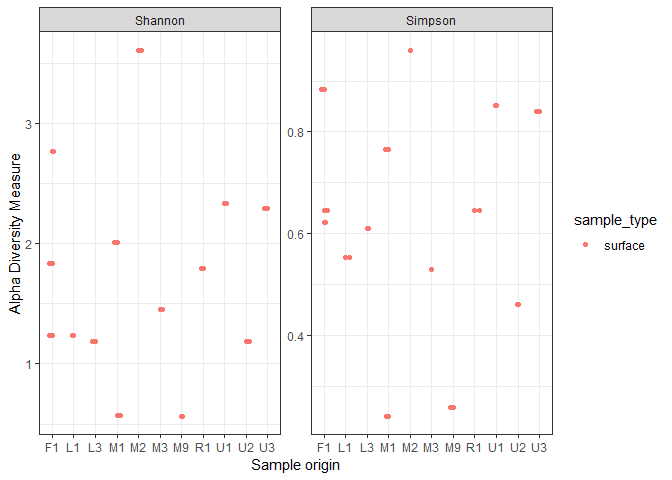 Shannon
Simpson
Alpha Diversity Measure
3
2
1
0.8
0.6
0.4
F1 L1 L3 M1 M2 M3 M9 R1 U1 U2 U3
F1 L1 L3 M1 M2 M3 M9 R1 U1 U2 U3
Sample origin
sample_type
surface